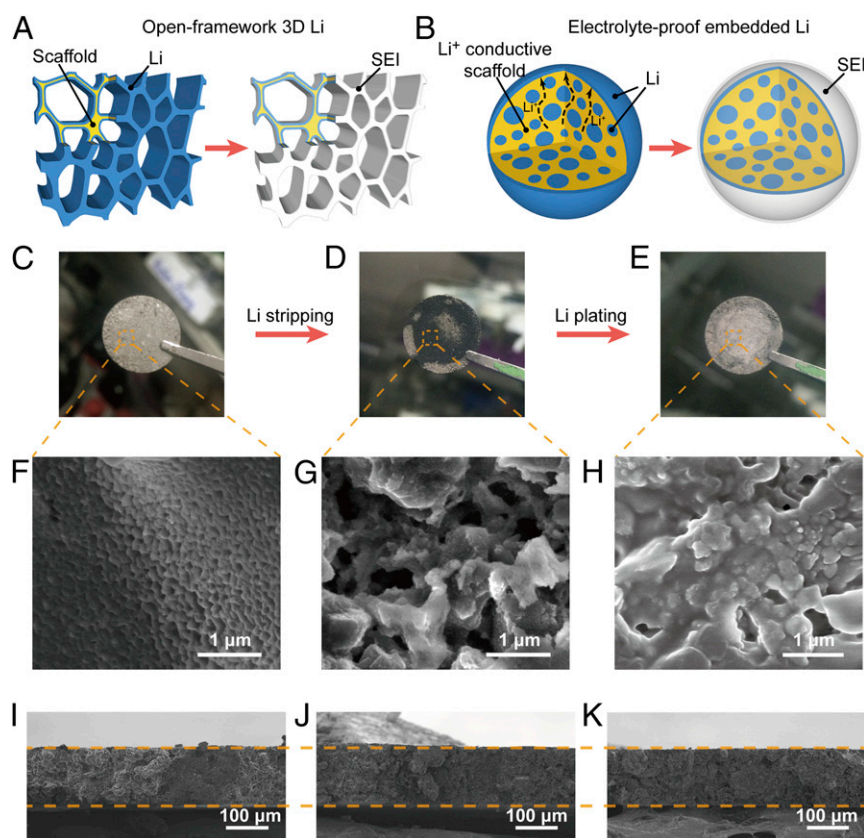 A
Open-framework 3D Li
Scaffold
Li
SEI
B
Electrolyte-proof embedded Li
Li⁺ conductive
scaffold
Li
SEI
Li⁺
Li⁺
C
Li stripping
D
Li plating
E
F
1 µm
G
1 µm
H
1 µm
I
100 µm
J
100 µm
K
100 µm